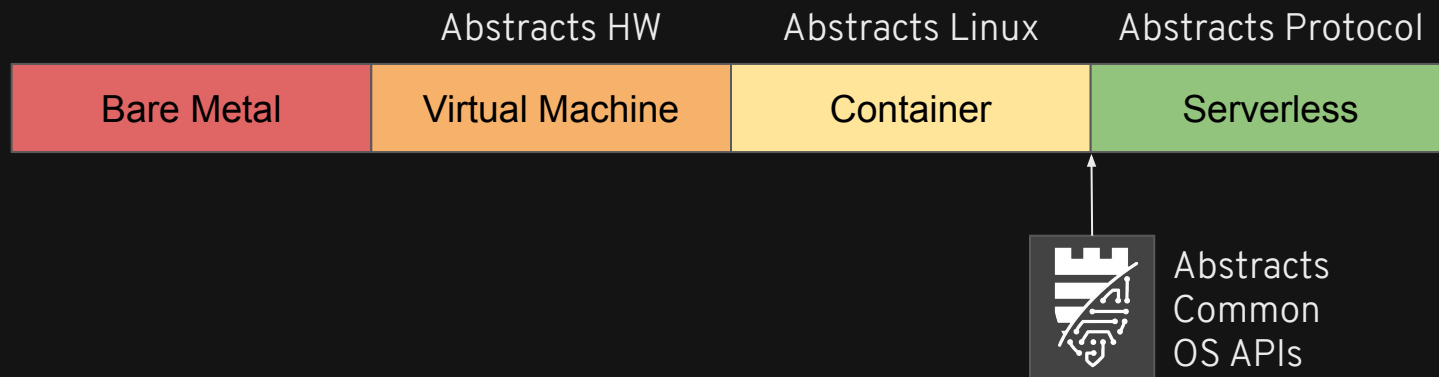 Abstracts HW Abstracts Linux Abstracts Protocol
Bare Metal Virtual Machine Container Serverless
Abstracts
Common
OS APIs